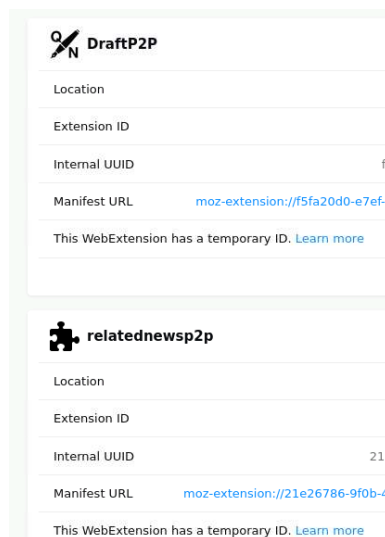 Q
N
DraftP2P
Location
Extension ID
Internal UUID f
Manifest URL moz-extension://f5fa20d0-e7ef-
This WebExtension has a temporary ID. Learn more
relatednewsp2p
Location
Extension ID
Internal UUID 21
Manifest URL moz-extension://21e26786-9f0b-4
This WebExtension has a temporary ID. Learn more